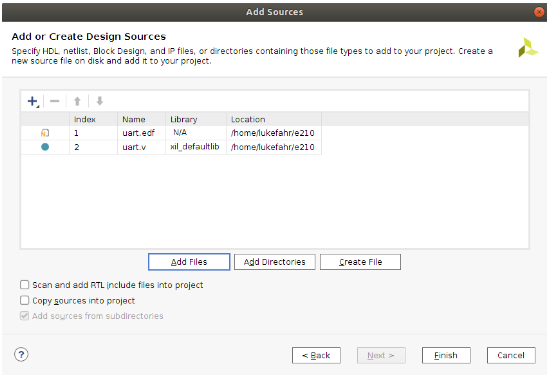 Add Sources
Add or Create Design Sources
Specify HDL, netlist, Block Design, and IP files, or directories containing those file types to add to your project. Create a
new source file on disk and add it to your project.
Index Name Library Location
1 uart.edf N/A /home/lukefahr/e210
2 uart.v xil_defaultlib /home/lukefahr/e210
Add Files Add Directories Create File
Scan and add RTL include files into project
Copy sources into project
Add sources from subdirectories
? < Back Next > Finish Cancel